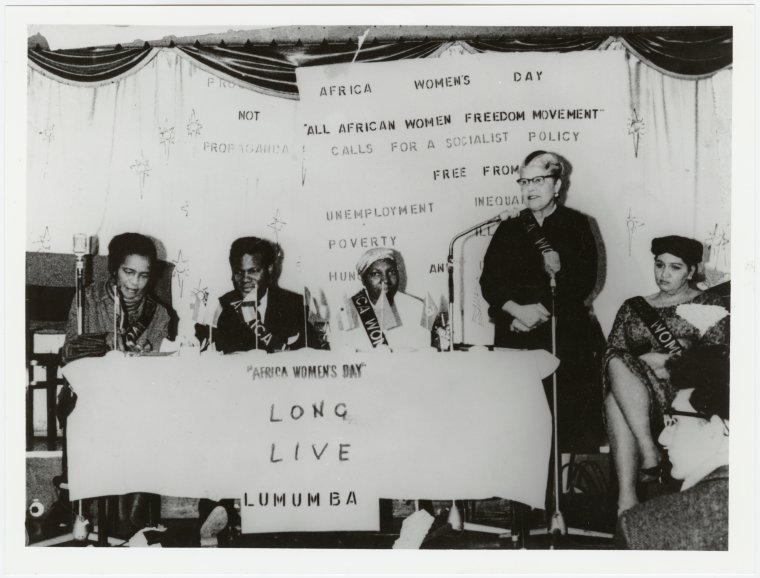 NOT
PROPAGANDA
AFRICA WOMEN'S DAY
"ALL AFRICAN WOMEN FREEDOM MOVEMENT"
CALLS FOR A SOCIALIST POLICY
FREE FROM
UNEMPLOYMENT
POVERTY
"AFRICA WOMEN'S DAY"
LONG
LIVE
LUMUMBA